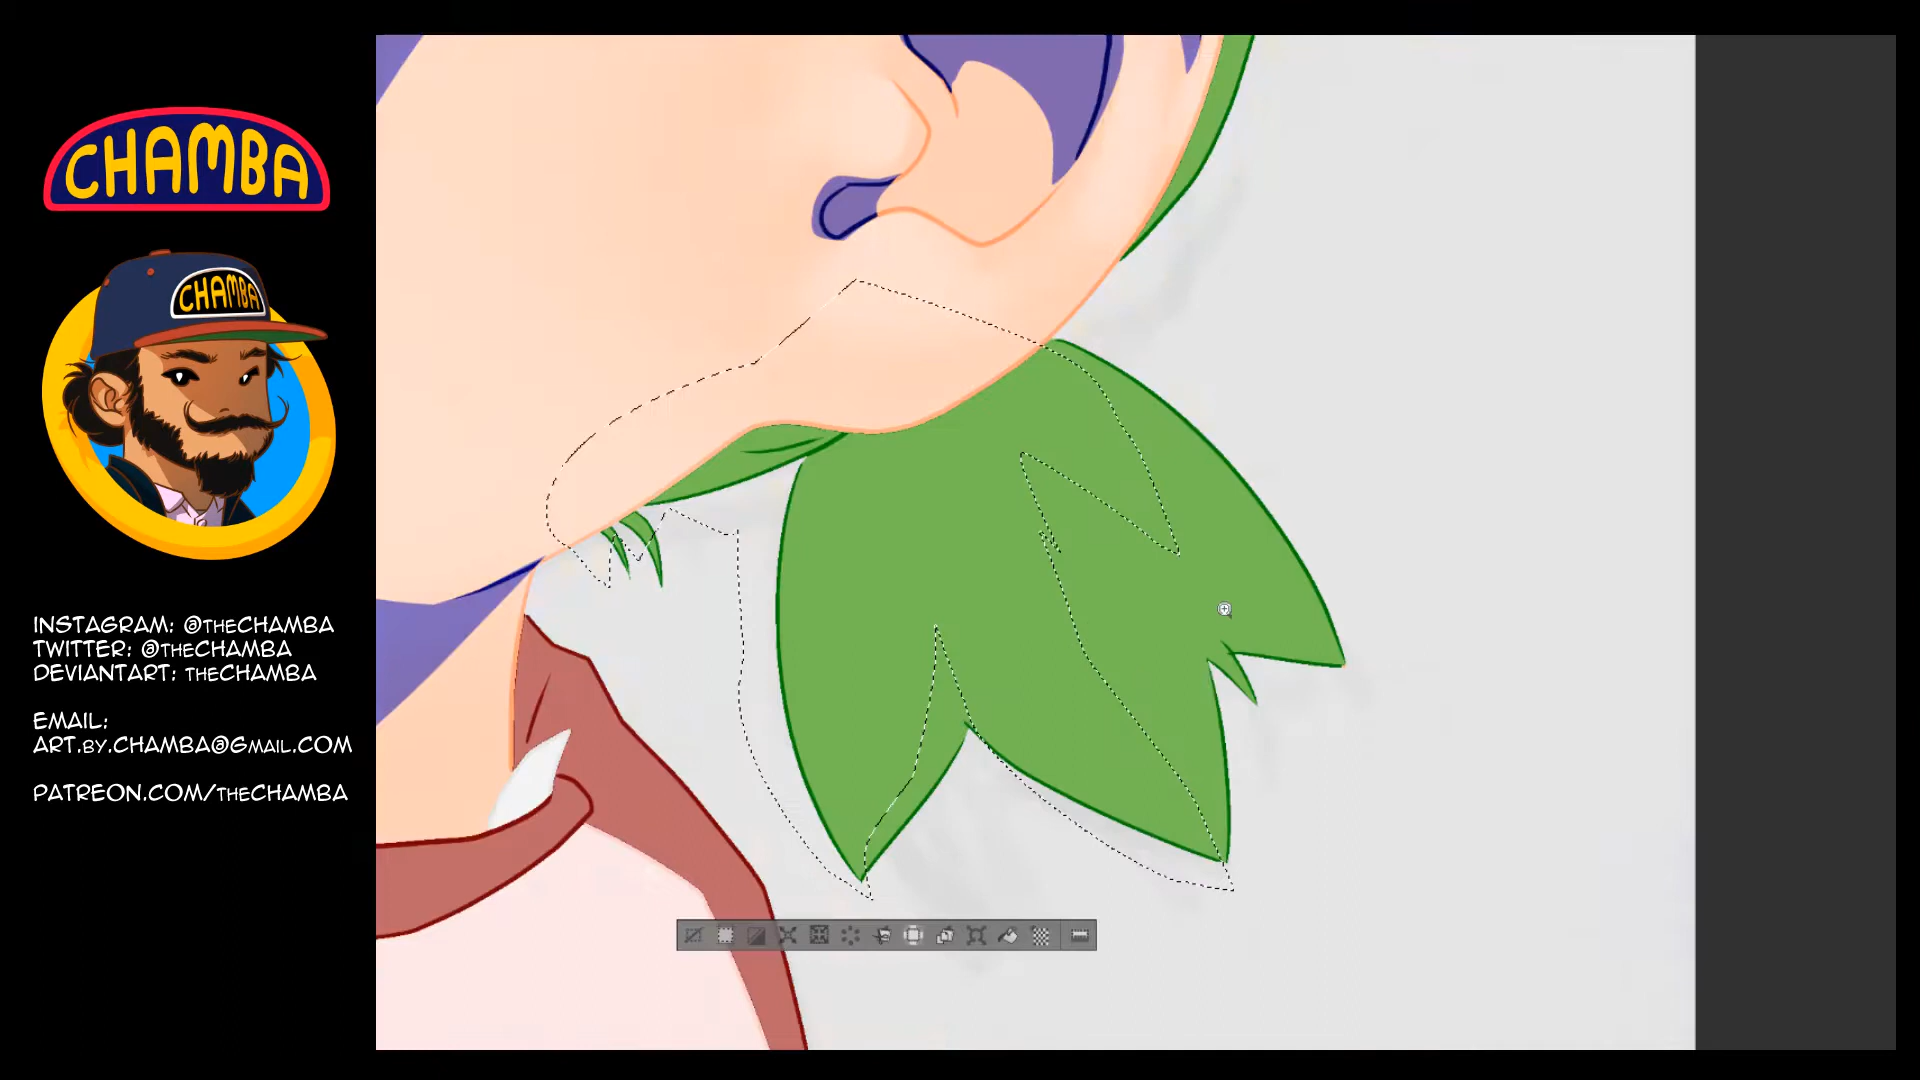 CHAMBA
CHAMBA
INSTAGRAM: @THECHAMBA
TWITTER: @THECHAMBA
DEVIANTART: THECHAMBA
EMAIL:
ART.BY.CHAMBA@GMAIL.COM
PATREON.COM/THECHAMBA